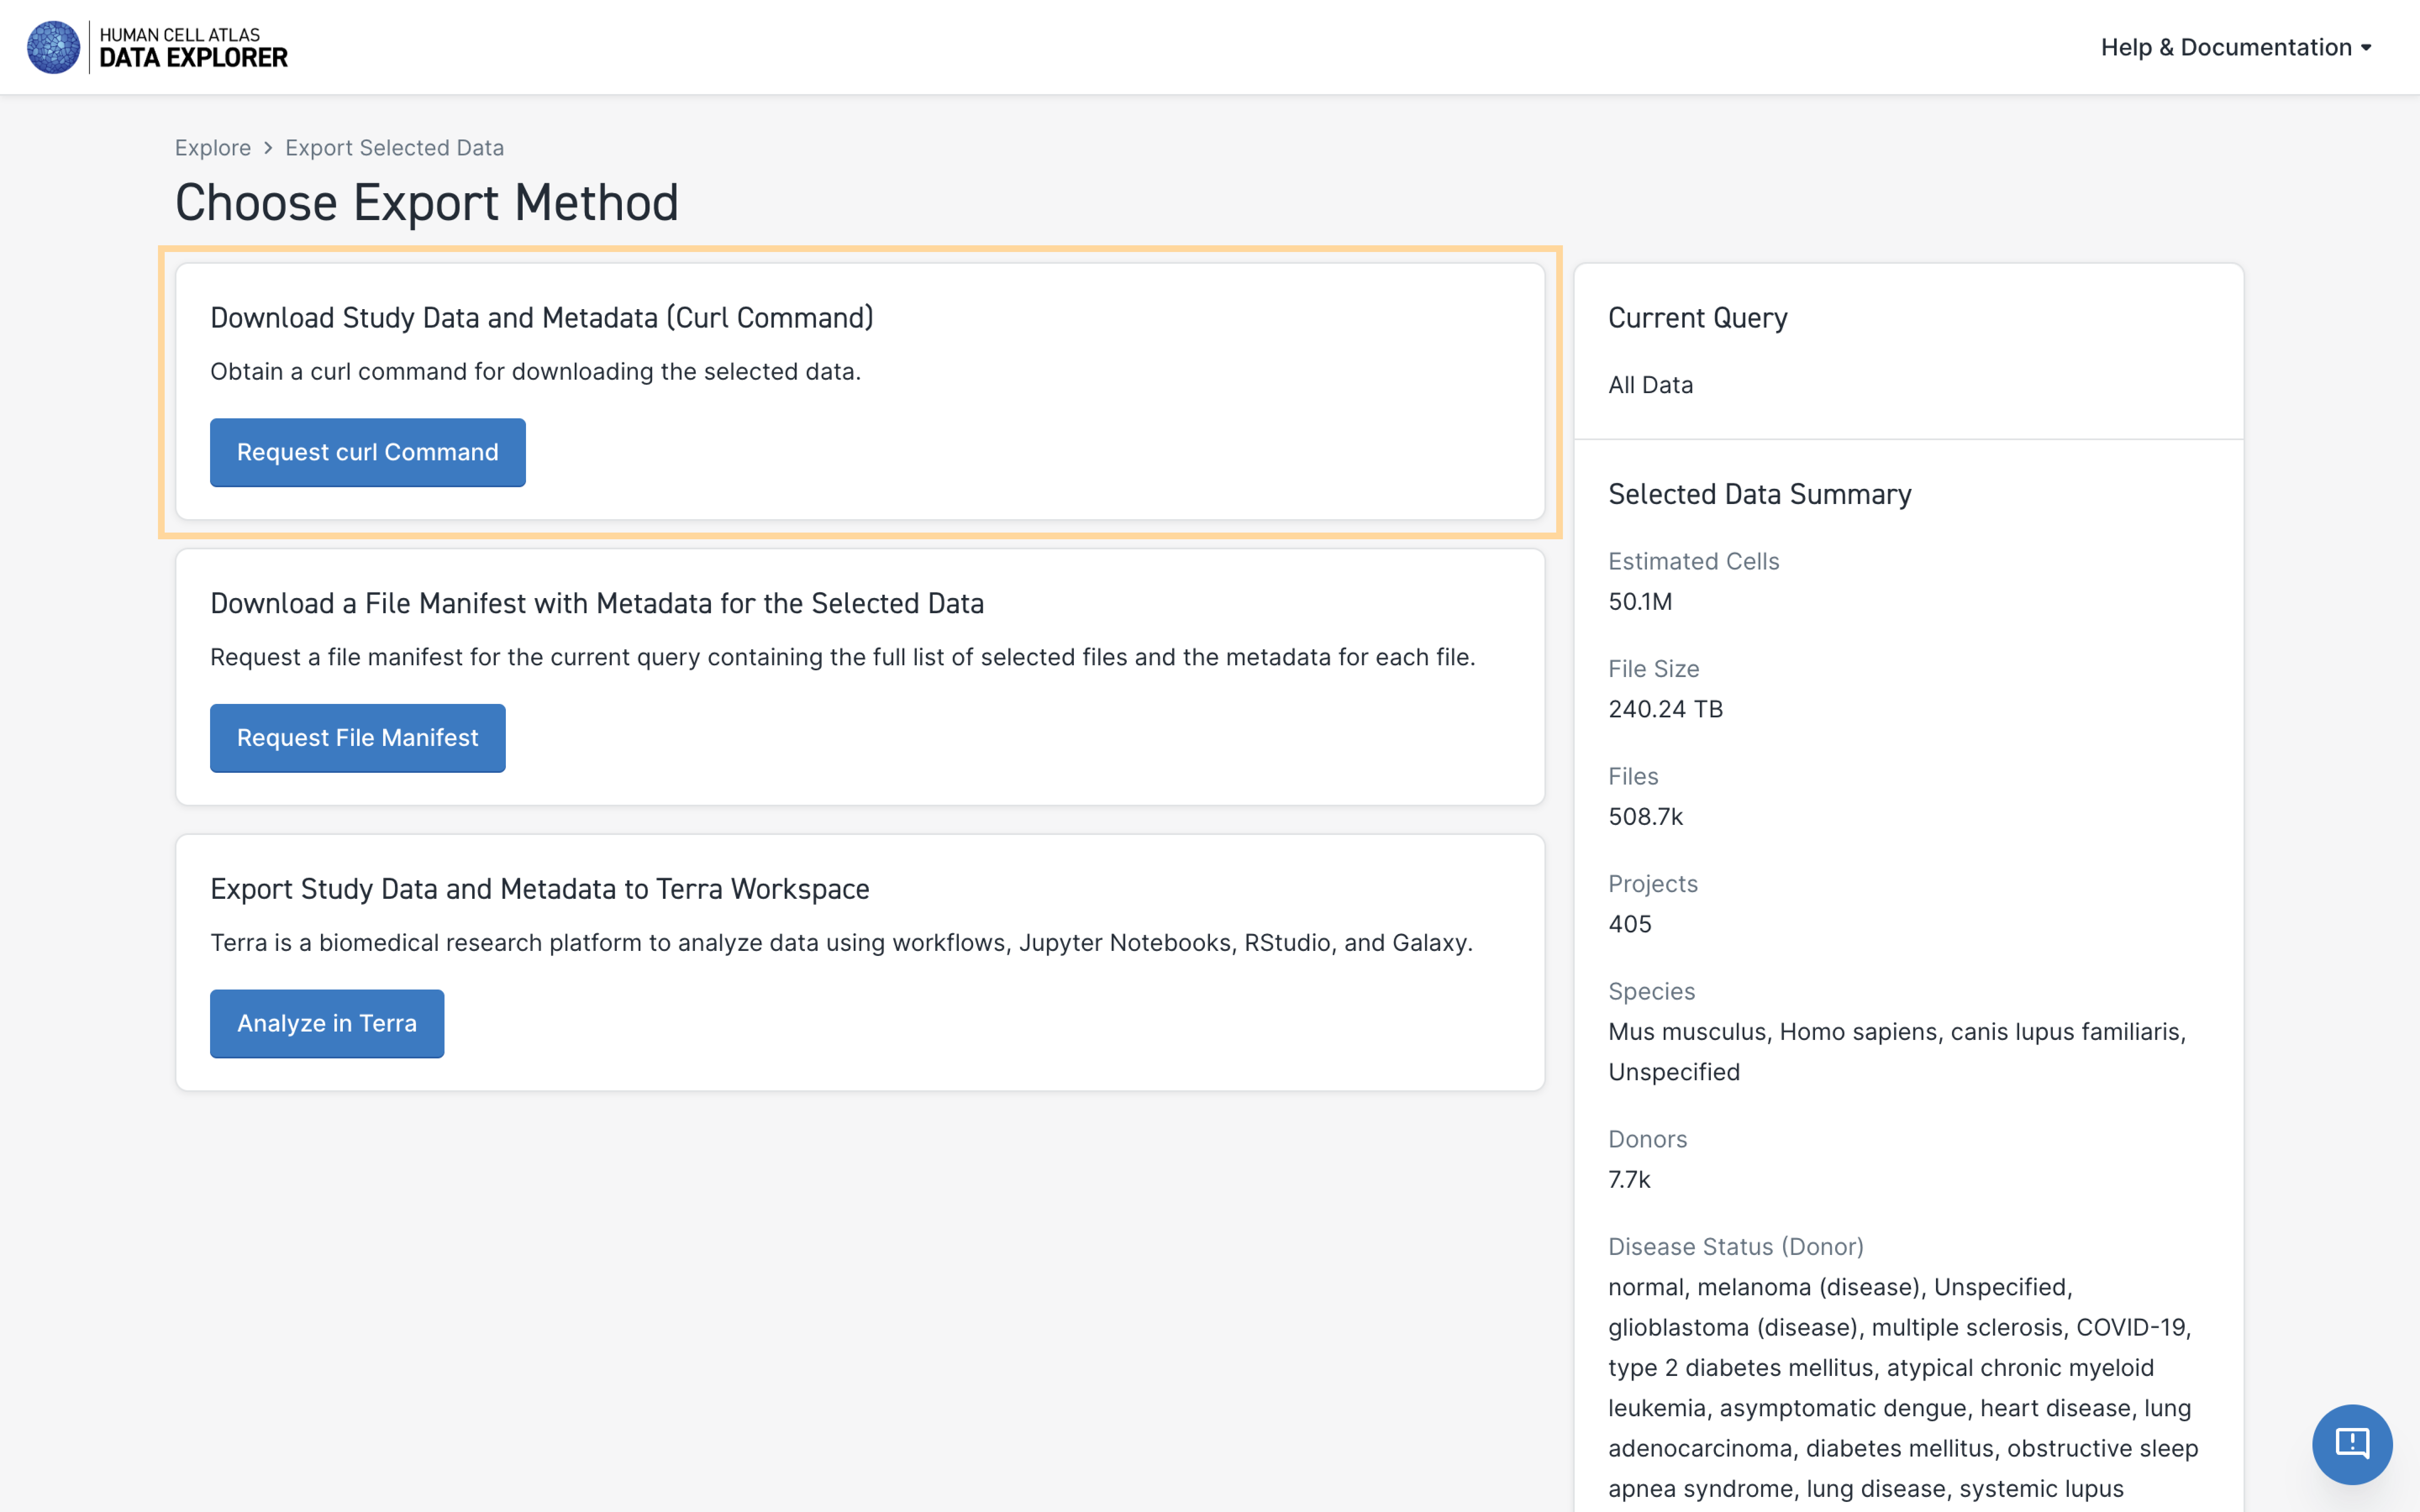 HUMAN CELL ATLAS
DATA EXPLORER
Help & Documentation
Explore > Export Selected Data
Choose Export Method
Download Study Data and Metadata (Curl Command)
Obtain a curl command for downloading the selected data.
Request curl Command
Download a File Manifest with Metadata for the Selected Data
Request a file manifest for the current query containing the full list of selected files and the metadata for each file.
Request File Manifest
Export Study Data and Metadata to Terra Workspace
Terra is a biomedical research platform to analyze data using workflows, Jupyter Notebooks, RStudio, and Galaxy.
Analyze in Terra
Current Query
All Data
Selected Data Summary
Estimated Cells
50.1M
File Size
240.24 TB
Files
508.7k
Projects
405
Species
Mus musculus, Homo sapiens, canis lupus familiaris,
Unspecified
Donors
7.7k
Disease Status (Donor)
normal, melanoma (disease), Unspecified,
glioblastoma (disease), multiple sclerosis, COVID-19,
type 2 diabetes mellitus, atypical chronic myeloid
leukemia, asymptomatic dengue, heart disease, lung
adenocarcinoma, diabetes mellitus, obstructive sleep
apnea syndrome, lung disease, systemic lupus